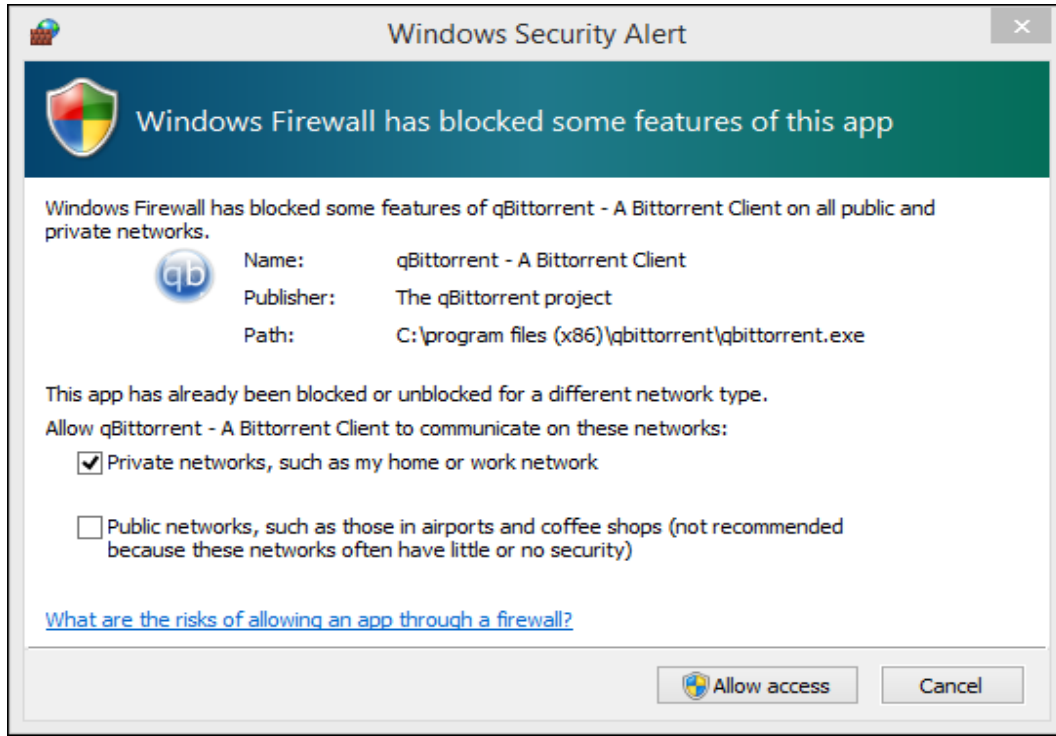 Windows Security Alert
Windows Firewall has blocked some features of this app
Windows Firewall has blocked some features of qBittorrent - A Bittorrent Client on all public and
private networks.
qb
Name: qBittorrent - A Bittorrent Client
Publisher: The qBittorrent project
Path: C:\program files (x86)\qbittorrent\qbittorrent.exe
This app has already been blocked or unblocked for a different network type.
Allow qBittorrent - A Bittorrent Client to communicate on these networks:
Private networks, such as my home or work network
Public networks, such as those in airports and coffee shops (not recommended
because these networks often have little or no security)
What are the risks of allowing an app through a firewall?
Allow access Cancel